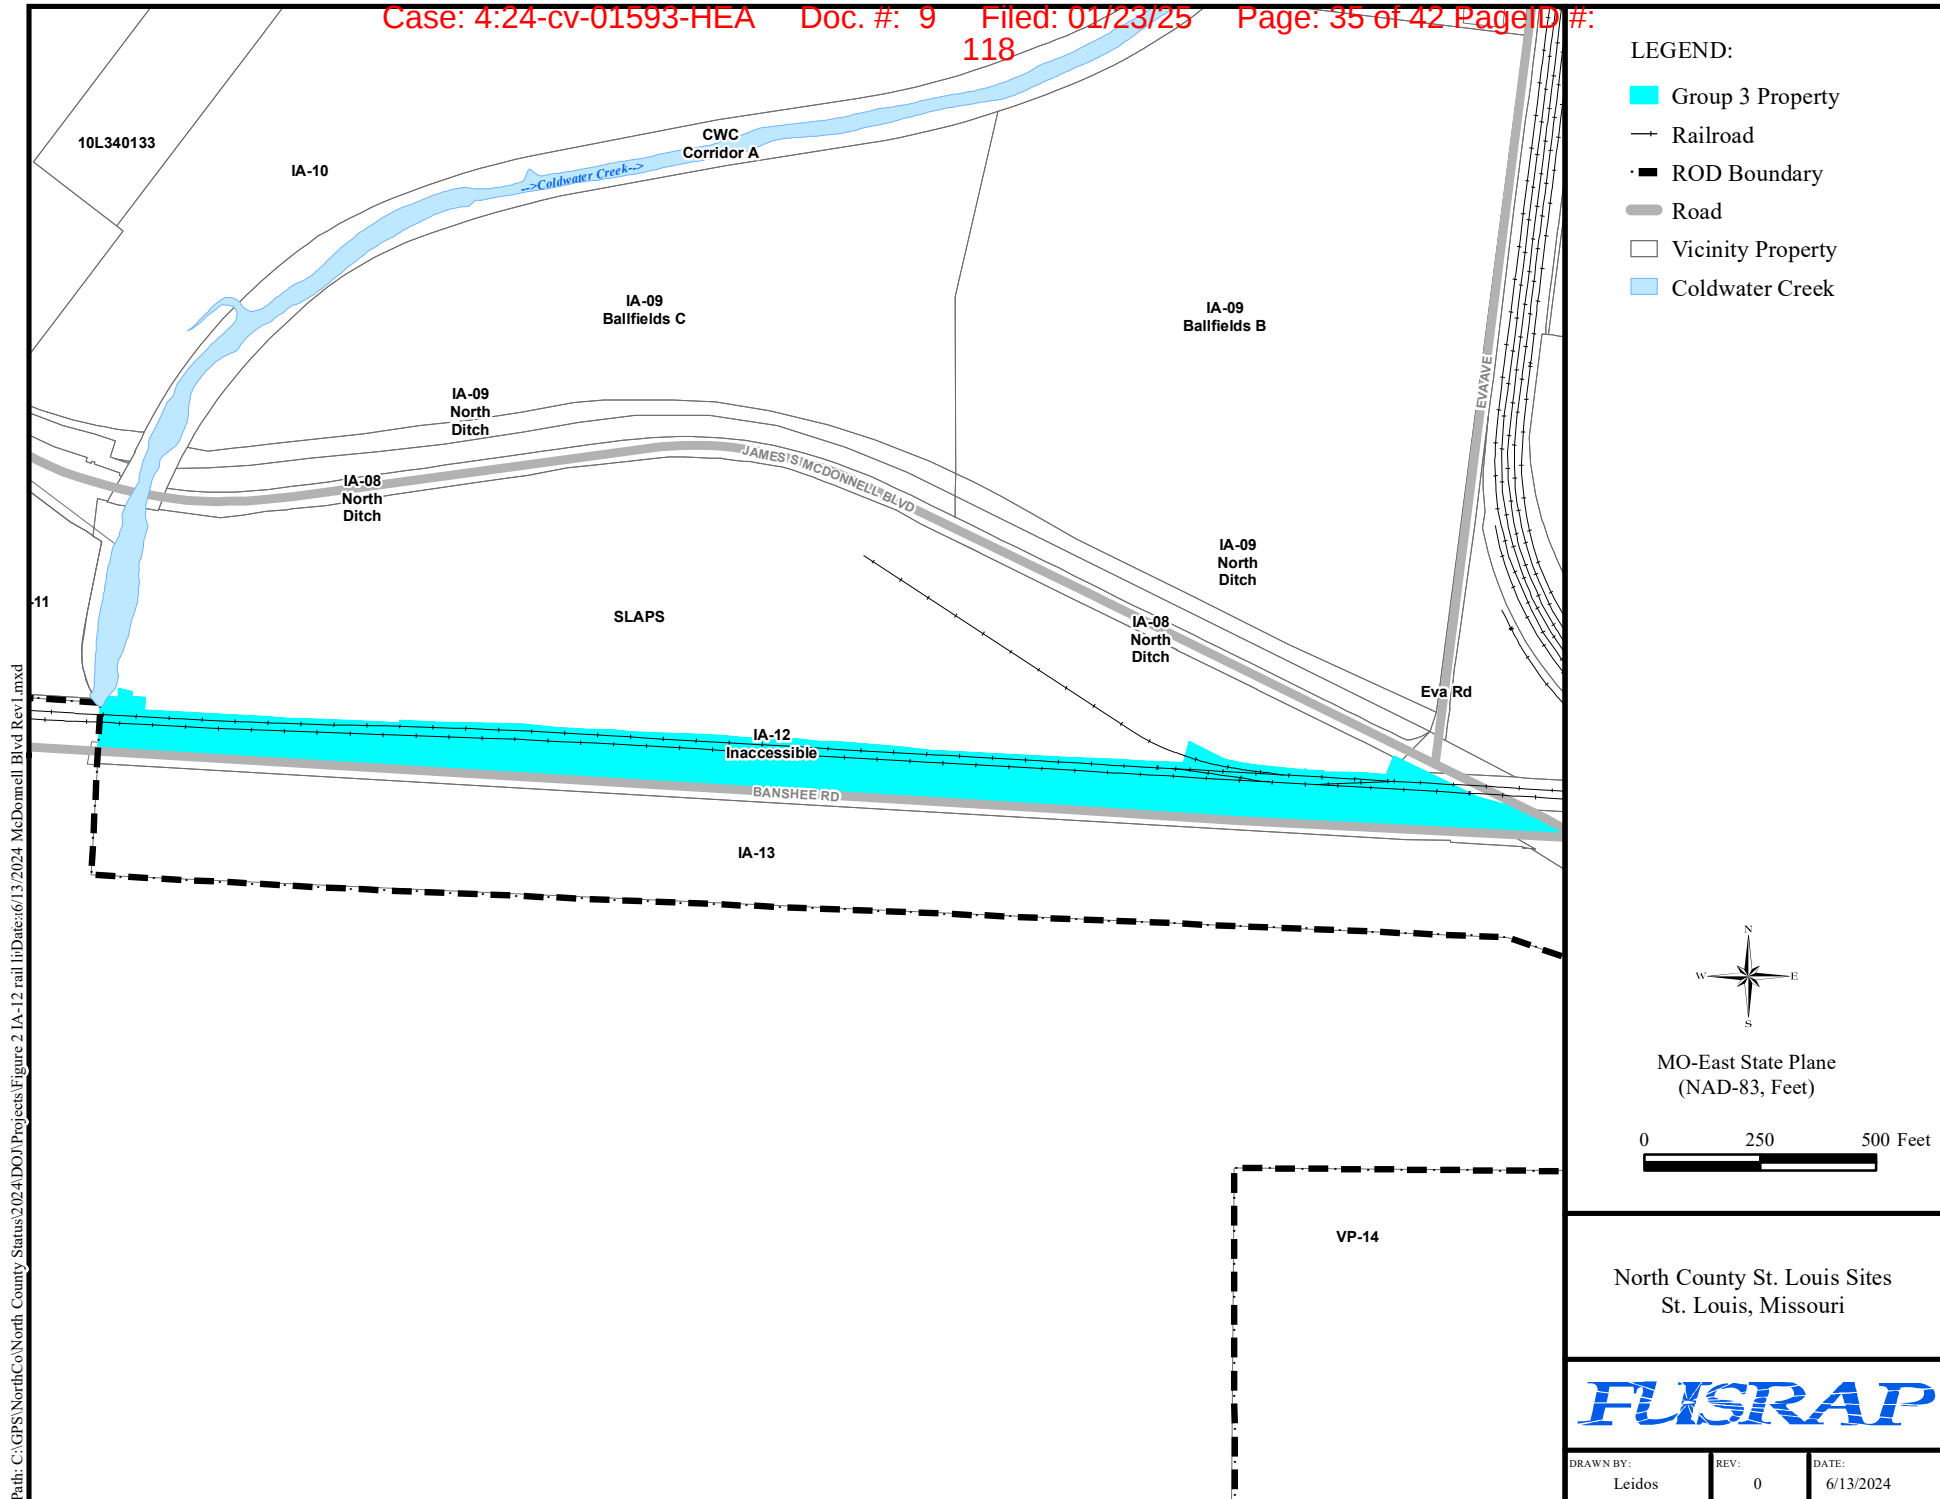 Case: 4:24-cv-01593-HEA Doc. #: 9 Filed: 01/23/25 Page: 35 of 42 PageID #:
118
10L340133
IA-10
CWC
Corridor A
-->Coldwater Creek-->
IA-09
Ballfields C
IA-09
Ballfields B
EVA AVE
IA-09
North
Ditch
JAMES S MCDONNELL BLVD
IA-08
North
Ditch
IA-09
North
Ditch
-11
SLAPS
IA-08
North
Ditch
Eva Rd
IA-12
Inaccessible
BANSHEE RD
IA-13
VP-14
LEGEND:
Group 3 Property
Railroad
ROD Boundary
Road
Vicinity Property
Coldwater Creek
N
W E
S
MO-East State Plane
(NAD-83, Feet)
0 250 500 Feet
North County St. Louis Sites
St. Louis, Missouri
FUSRAP
DRAWN BY: REV: DATE:
Leidos 0 6/13/2024
Path: C:\GPS\NorthCo\North County Status\2024\DOJ\Projects\Figure 2 IA-12 rail 6/13/2024 McDonnell Blvd Rev1.mxd